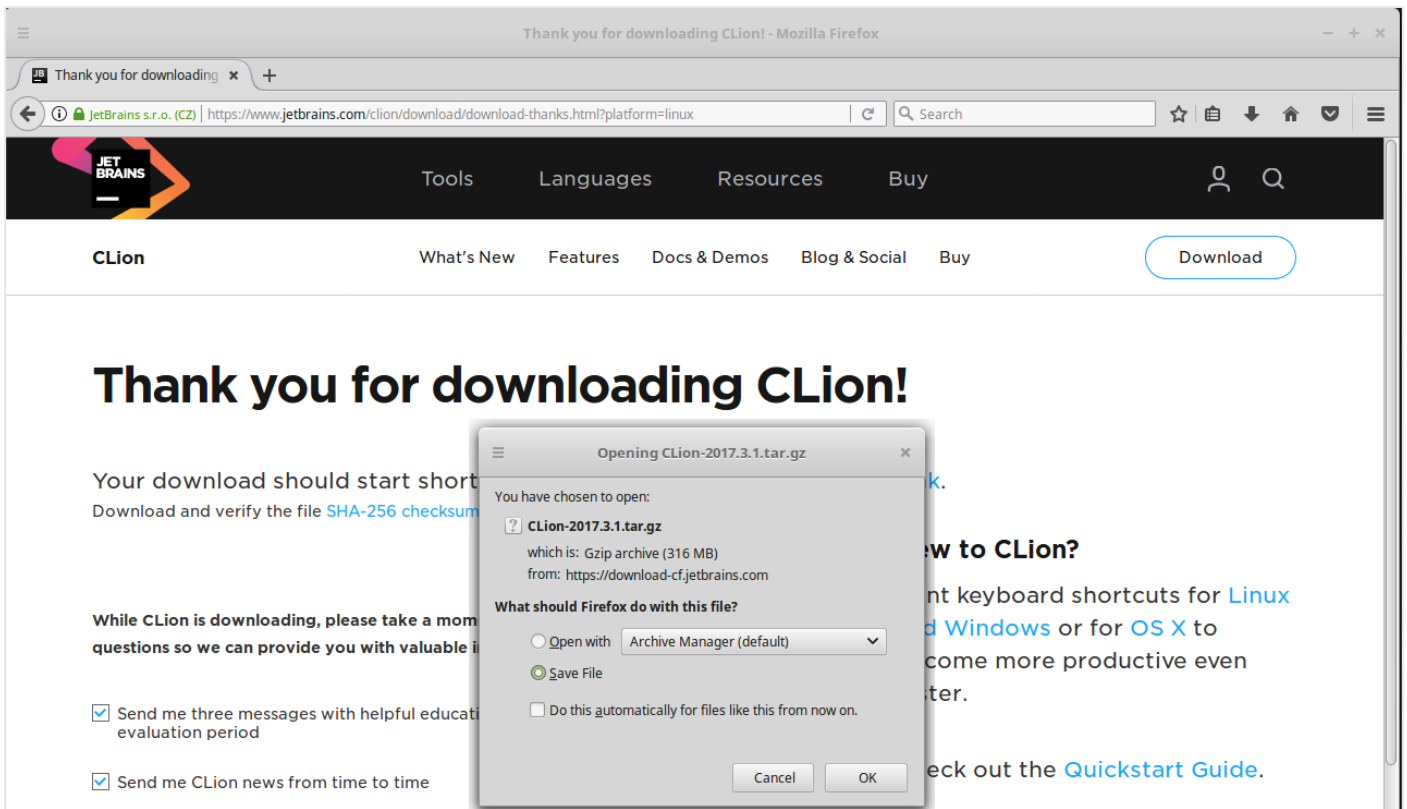 Thank you for downloading CLion! - Mozilla Firefox
JB Thank you for downloading
JetBrains s.r.o. (CZ) https://www.jetbrains.com/clion/download/download-thanks.html?platform=linux Search
JET
BRAINS
Tools Languages Resources Buy
CLion What's New Features Docs & Demos Blog & Social Buy Download
Thank you for downloading CLion!
Your download should start short k.
Download and verify the file SHA-256 checksum
Opening CLion-2017.3.1.tar.gz
You have chosen to open:
CLion-2017.3.1.tar.gz
which is: Gzip archive (316 MB)
from: https://download-cf.jetbrains.com
What should Firefox do with this file?
Open with Archive Manager (default)
Save File
Do this automatically for files like this from now on.
Cancel OK
While CLion is downloading, please take a mom
questions so we can provide you with valuable i
Send me three messages with helpful educati
evaluation period
Send me CLion news from time to time
ew to CLion?
nt keyboard shortcuts for Linux
d Windows or for OS X to
come more productive even
ster.
eck out the Quickstart Guide.